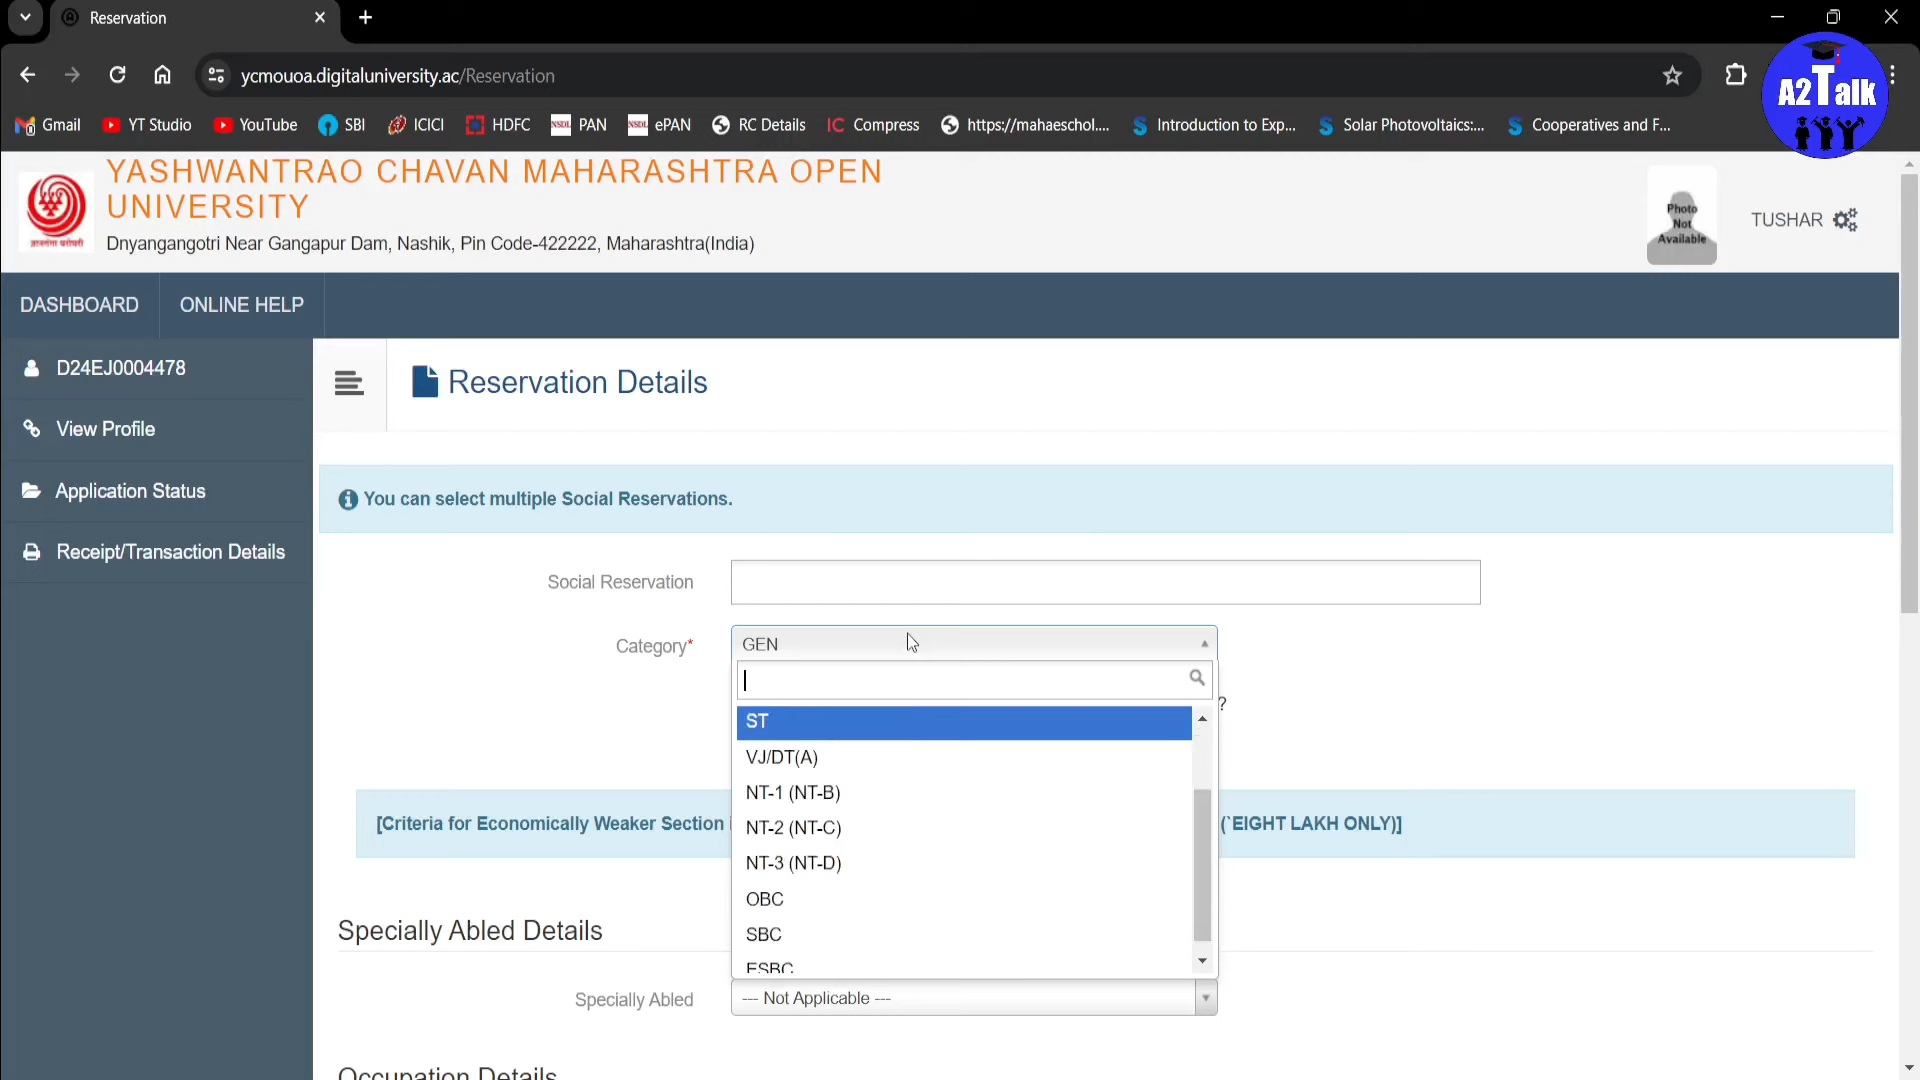 Reservation
ycmouoa.digitaluniversity.ac/Reservation
A2Talk
Gmail YT Studio YouTube SBI ICICI HDFC NSDL PAN NSDL ePAN RC Details IC Compress https://mahaeschol.... Introduction to Exp... Solar Photovoltaics:... Cooperatives and F...
YASHWANTRAO CHAVAN MAHARASHTRA OPEN
UNIVERSITY
Dnyangangotri Near Gangapur Dam, Nashik, Pin Code-422222, Maharashtra(India)
Photo
Not
Available
TUSHAR
DASHBOARD ONLINE HELP
D24EJ0004478
View Profile
Application Status
Receipt/Transaction Details
Reservation Details
You can select multiple Social Reservations.
Social Reservation
Category* GEN
?
ST
VJ/DT(A)
NT-1 (NT-B)
NT-2 (NT-C)
NT-3 (NT-D)
OBC
SBC
ESBC
[Criteria for Economically Weaker Section (`EIGHT LAKH ONLY)]
Specially Abled Details
Specially Abled --- Not Applicable ---
Occupation Details